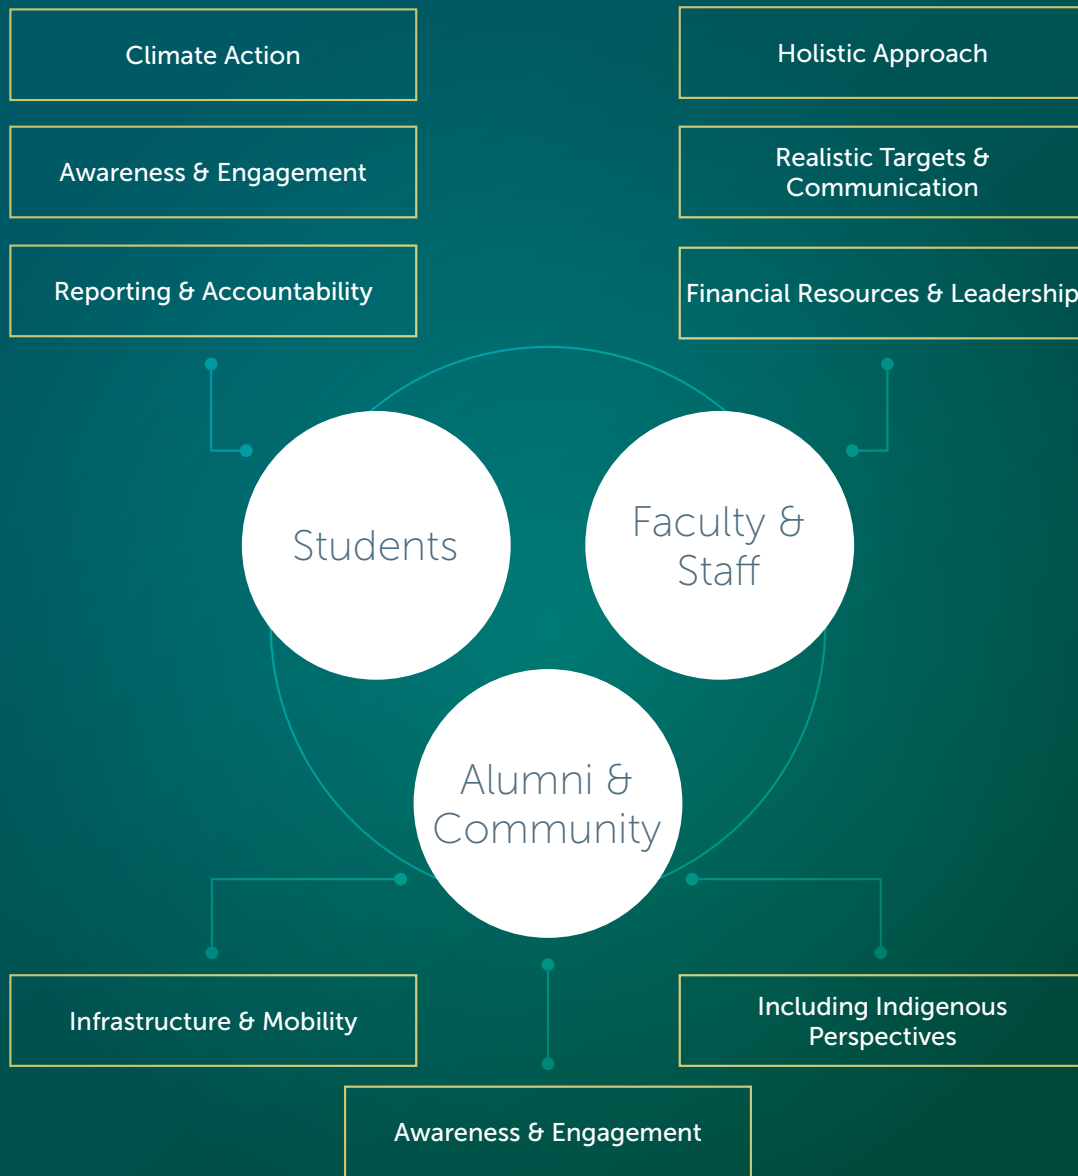 Climate Action
Awareness & Engagement
Reporting & Accountability
Holistic Approach
Realistic Targets &
Communication
Financial Resources & Leadership
Students
Faculty &
Staff
Alumni &
Community
Infrastructure & Mobility
Including Indigenous
Perspectives
Awareness & Engagement